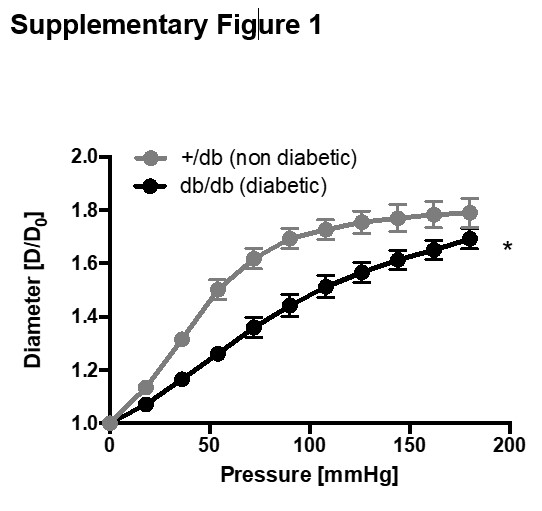 Supplementary Figure 1
+/db (non diabetic)
db/db (diabetic)
Diameter [D/D0]
2.0
1.8
1.6
1.4
1.2
1.0
*
0
50
100
150
200
Pressure [mmHg]